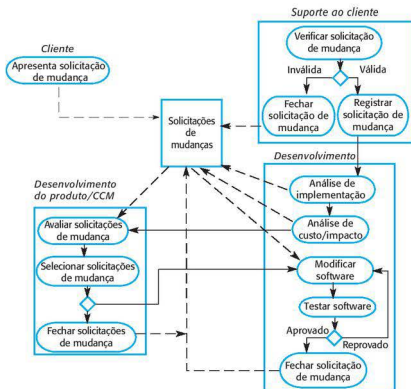 Suporte ao cliente
Verificar solicitação
de mudança
Inválida
Válida
Fechar
solicitação de
mudança
Registrar
solicitação de
mudança
Cliente
Apresenta solicitação
de mudança
Solicitações
de
mudanças
Desenvolvimento
Análise de
implementação
Análise de
custo/impacto
Modificar
software
Testar software
Aprovado
Reprovado
Fechar solicitação
de mudança
Desenvolvimento
do produto/CCM
Avaliar solicitações
de mudança
Selecionar solicitações
de mudança
Fechar solicitações
de mudança